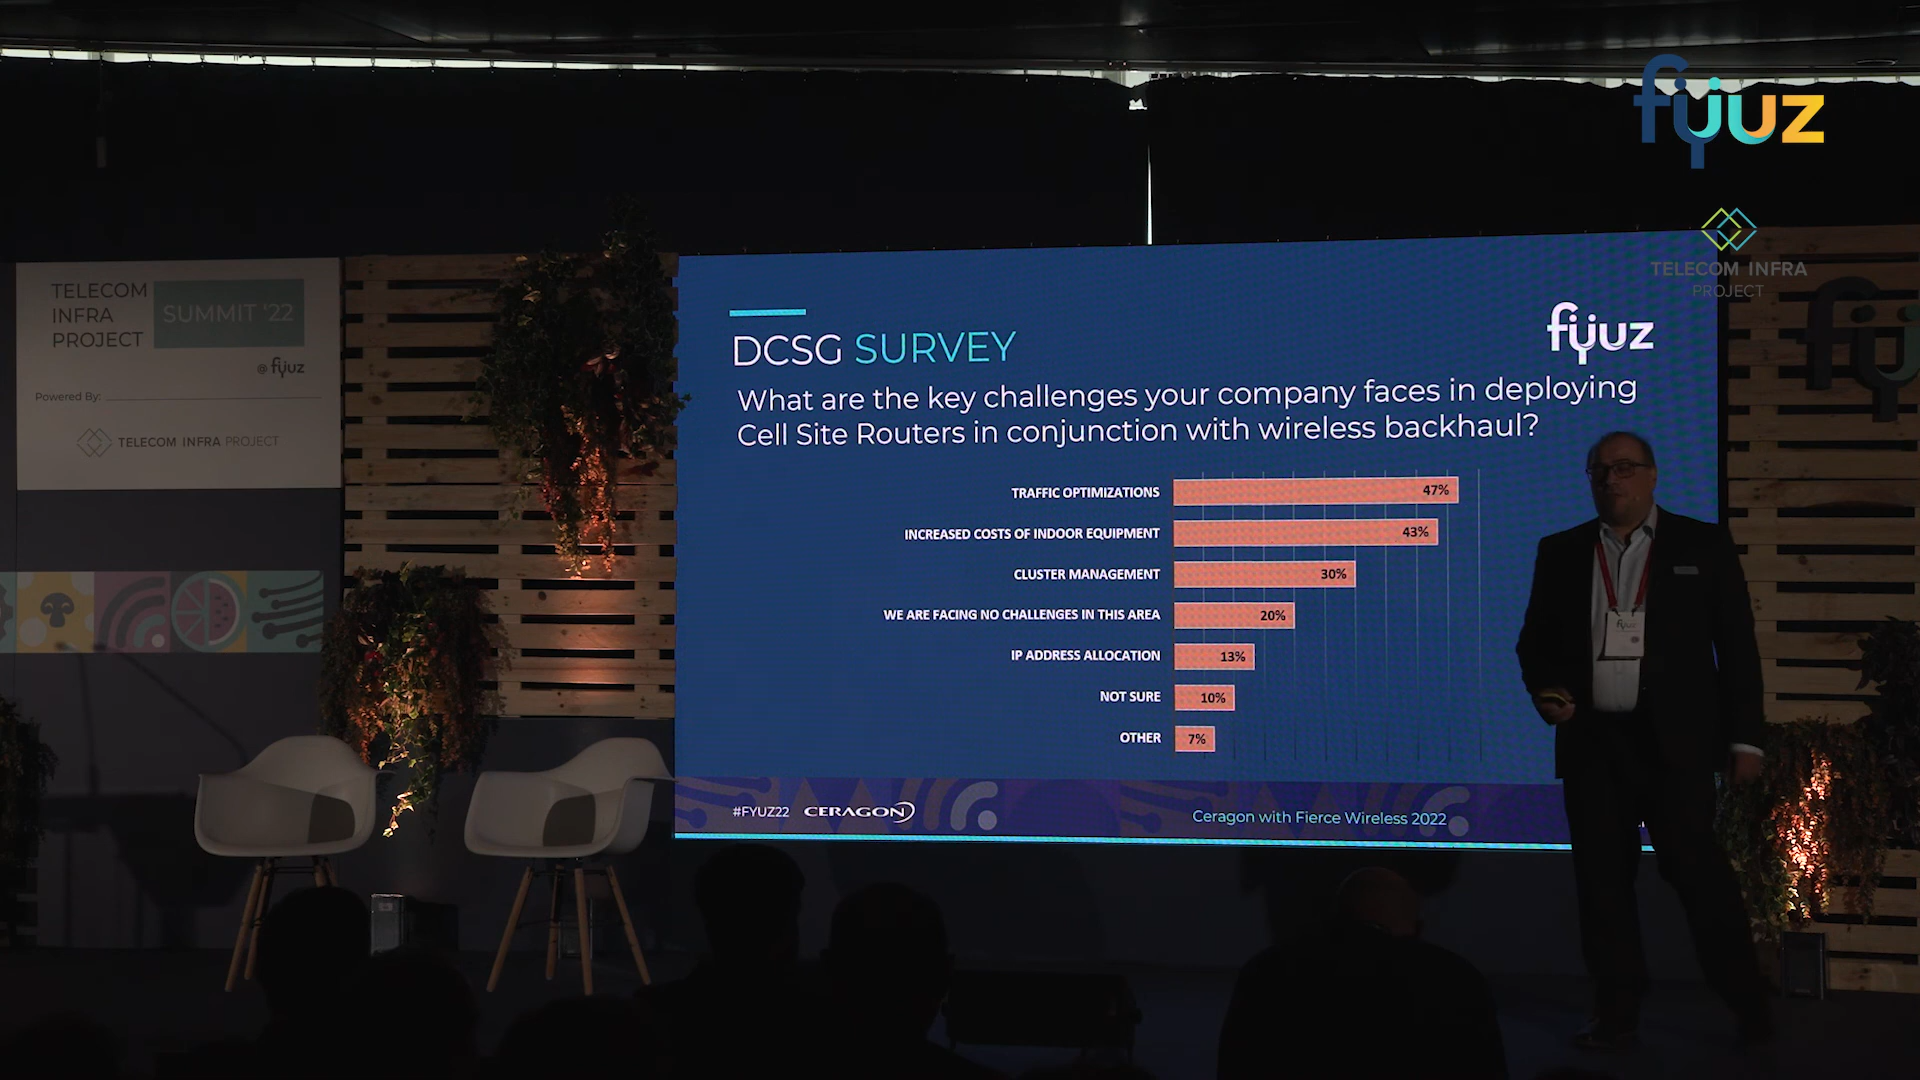 fyuz
TELECOM INFRA
PROJECT
TELECOM
INFRA
PROJECT
SUMMIT '22
@ fyuz
Powered By:
TELECOM INFRA PROJECT
DCSG SURVEY
fyuz
What are the key challenges your company faces in deploying
Cell Site Routers in conjunction with wireless backhaul?
TRAFFIC OPTIMIZATIONS 47%
INCREASED COSTS OF INDOOR EQUIPMENT 43%
CLUSTER MANAGEMENT 30%
WE ARE FACING NO CHALLENGES IN THIS AREA 20%
IP ADDRESS ALLOCATION 13%
NOT SURE 10%
OTHER 7%
#FYUZ22 CERAGON
Ceragon with Fierce Wireless 2022
fyuz
fyuz